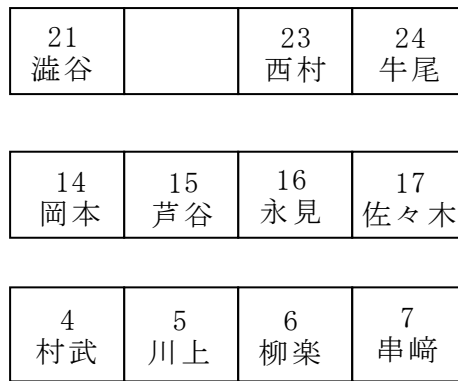 21 23 24
澁谷 西村 牛尾
14 15 16 17
岡本 芦谷 永見 佐々木
4 5 6 7
村武 川上 柳楽 串﨑